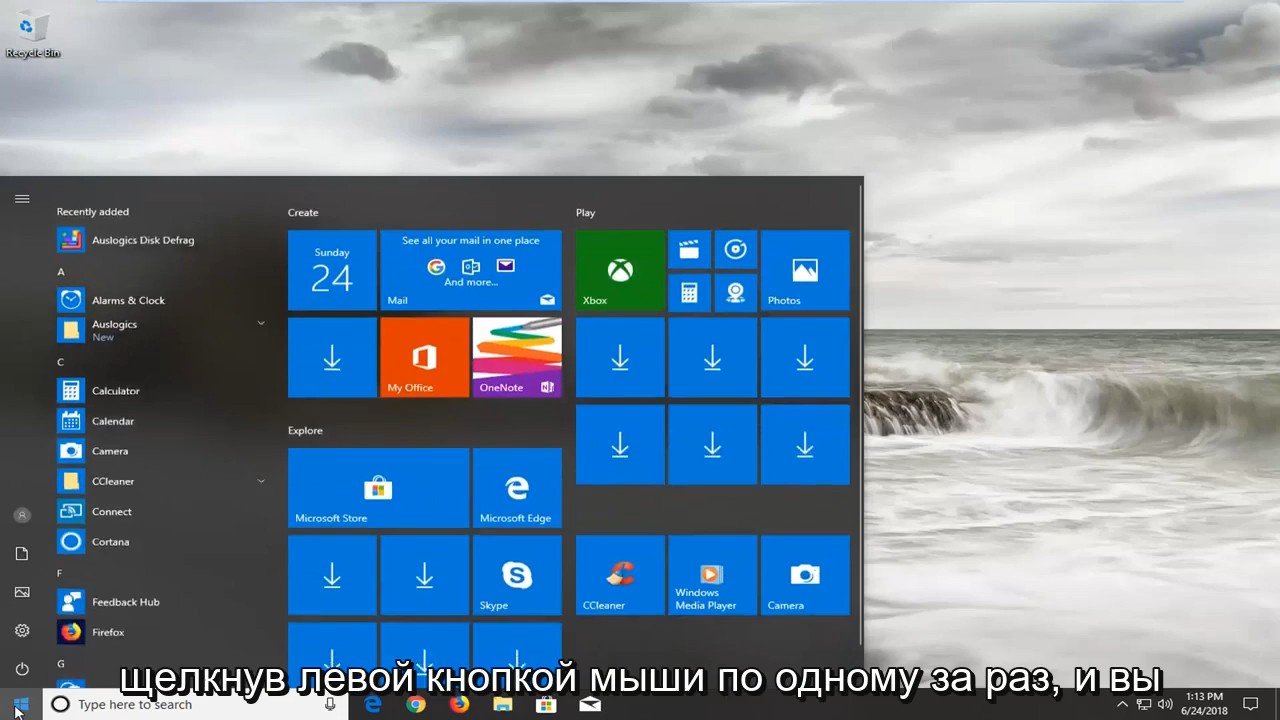 Recycle Bin
Recently added
Auslogics Disk Defrag
A
Alarms & Clock
Auslogics
New
C
Calculator
Calendar
Camera
CCleaner
Connect
Cortana
F
Feedback Hub
Firefox
G
Create
Sunday
24
See all your mail in one place
And more...
Mail
My Office
OneNote
Explore
Microsoft Store
Microsoft Edge
Skype
Play
Xbox
Photos
CCleaner
Windows
Media Player
Camera
щелкнув левой кнопкой мыши по одному за раз, и вы
Type here to search
1:13 PM
6/24/2018